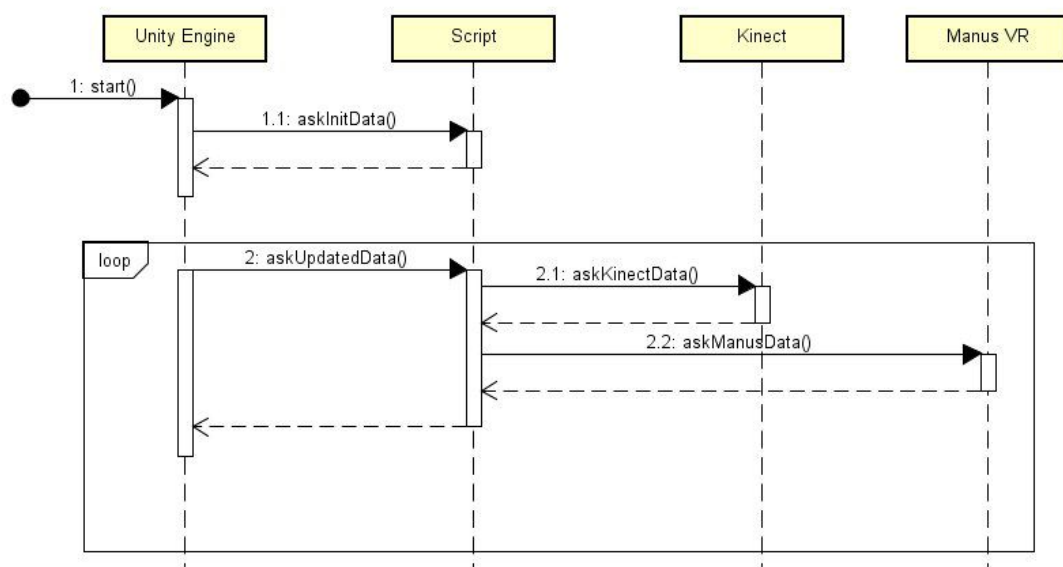 Unity Engine
Script
Kinect
Manus VR
1: start()
1.1: askInitData()
loop
2: askUpdatedData()
2.1: askKinectData()
2.2: askManusData()